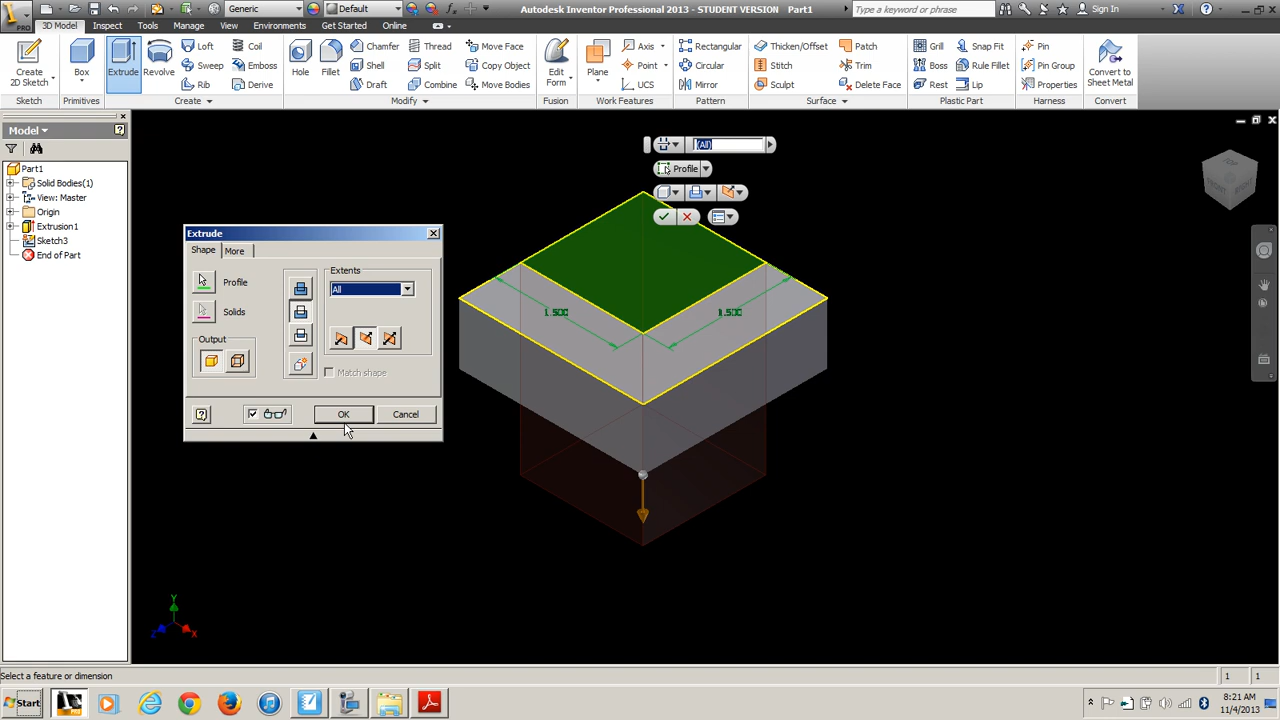 PRO
Generic
Default
Autodesk Inventor Professional 2013 - STUDENT VERSION Part1
Type a keyword or phrase
Sign In
3D Model Inspect Tools Manage View Environments Get Started Online
Create 2D Sketch
Box
Extrude
Revolve
Loft
Sweep
Rib
Coil
Emboss
Derive
Hole
Fillet
Chamfer
Shell
Draft
Thread
Split
Combine
Move Face
Copy Object
Move Bodies
Edit Form
Plane
Axis
Point
UCS
Rectangular
Circular
Mirror
Thicken/Offset
Stitch
Sculpt
Patch
Trim
Delete Face
Grill
Boss
Rest
Snap Fit
Rule Fillet
Lip
Pin
Pin Group
Properties
Convert to Sheet Metal
Sketch Primitives Create Modify Fusion Work Features Pattern Surface Plastic Part Harness Convert
Model
Part1
Solid Bodies(1)
View: Master
Origin
Extrusion1
Sketch3
End of Part
(All)
Profile
TOP
FRONT
RIGHT
Extrude
Shape More
Profile
Solids
Output
Extents
All
Match shape
OK Cancel
1.500
1.500
Y
Z
X
Select a feature or dimension
1 1
Start
8:21 AM
11/4/2013